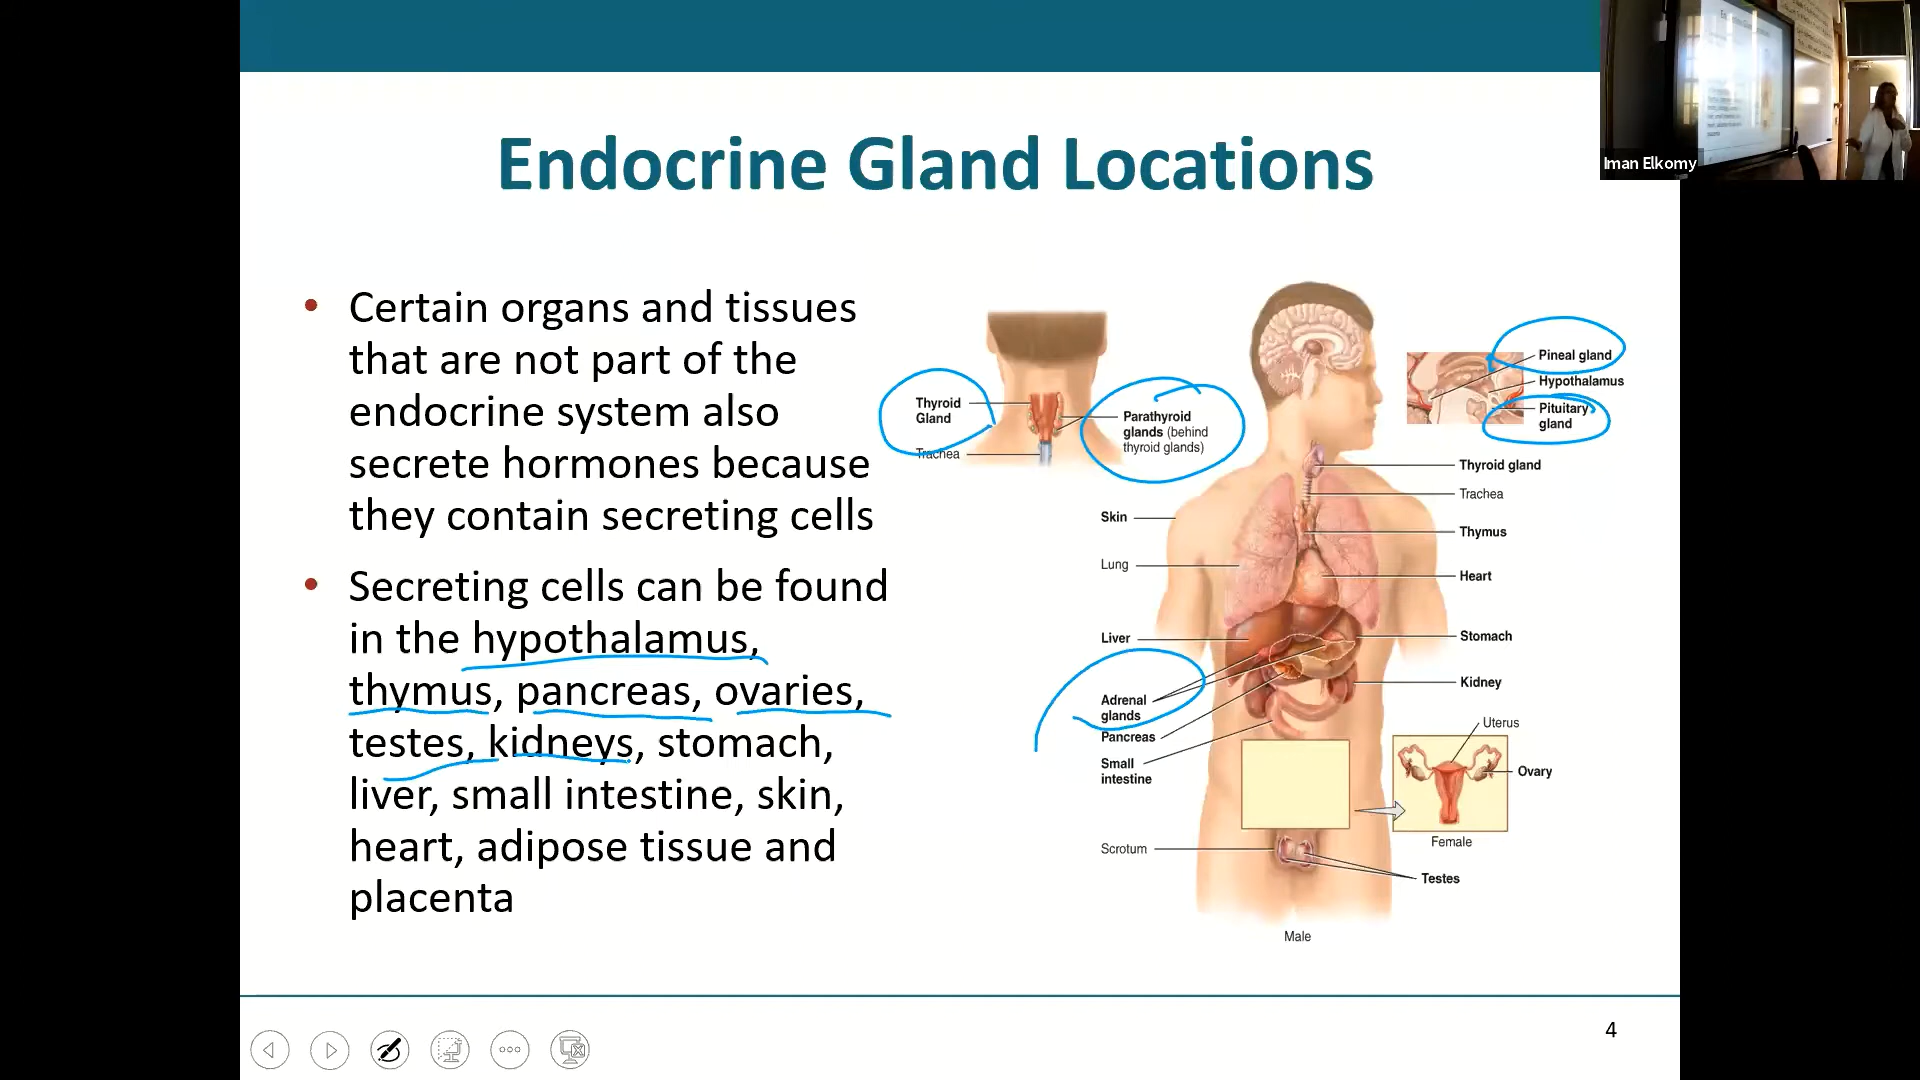 Iman Elkomy
Endocrine Gland Locations
• Certain organs and tissues
that are not part of the
endocrine system also
secrete hormones because
they contain secreting cells
• Secreting cells can be found
in the hypothalamus,
thymus, pancreas, ovaries,
testes, kidneys, stomach,
liver, small intestine, skin,
heart, adipose tissue and
placenta
Thyroid
Gland
Trachea
Parathyroid
glands (behind
thyroid glands)
Pineal gland
Hypothalamus
Pituitary
gland
Thyroid gland
Trachea
Thymus
Heart
Stomach
Kidney
Skin
Lung
Liver
Adrenal
glands
Pancreas
Small
intestine
Scrotum
Uterus
Ovary
Female
Testes
Male
4